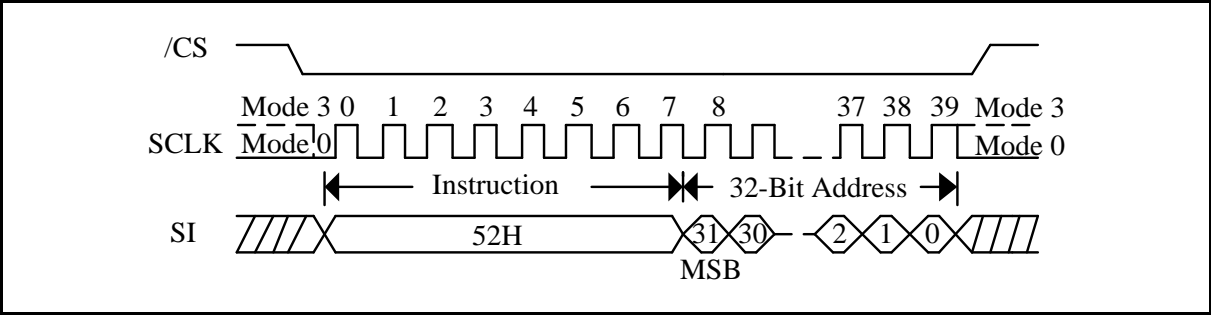 /CS
Mode 3 0 1 2 3 4 5 6 7 8 37 38 39 Mode 3
SCLK Mode 0 Mode 0
Instruction 32-Bit Address
SI 52H 31 30 2 1 0
MSB